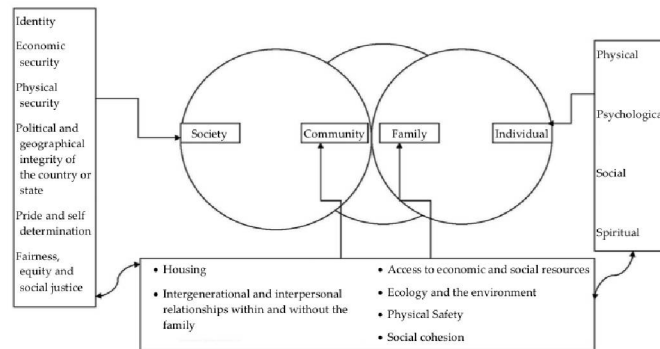 Identity
Economic
security
Physical
security
Political and
geographical
integrity of
the country or
state
Pride and self
determination
Fairness,
equity and
social justice
Society
Community
Family
Individual
Physical
Psychologica
Social
Spiritual
• Housing
• Intergenerational and interpersonal
relationships within and without the
family
• Access to economic and social resources
• Ecology and the environment
• Physical Safety
• Social cohesion